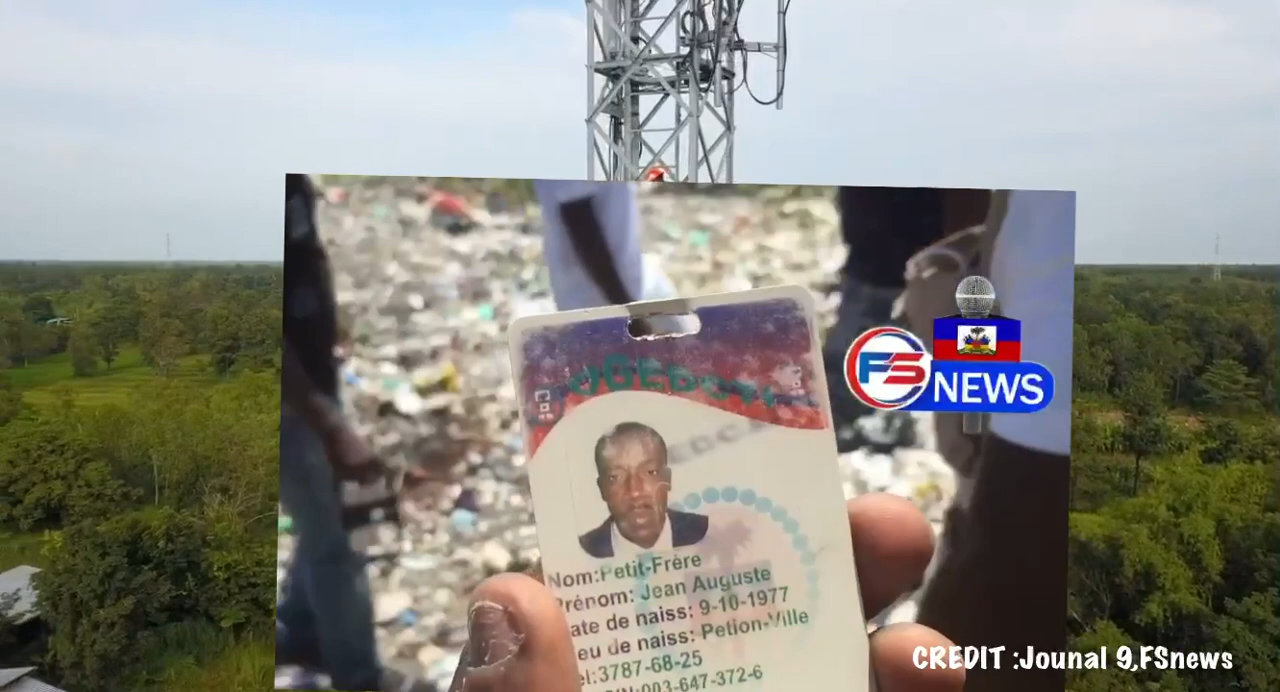 FS NEWS
Nom:Petit-Frère
Prénom: Jean Auguste
ate de naiss: 9-10-1977
eu de naiss: Petion-Ville
el:3787-68-25
IN:003-647-372-6
CREDIT :Jounal 9,FSnews